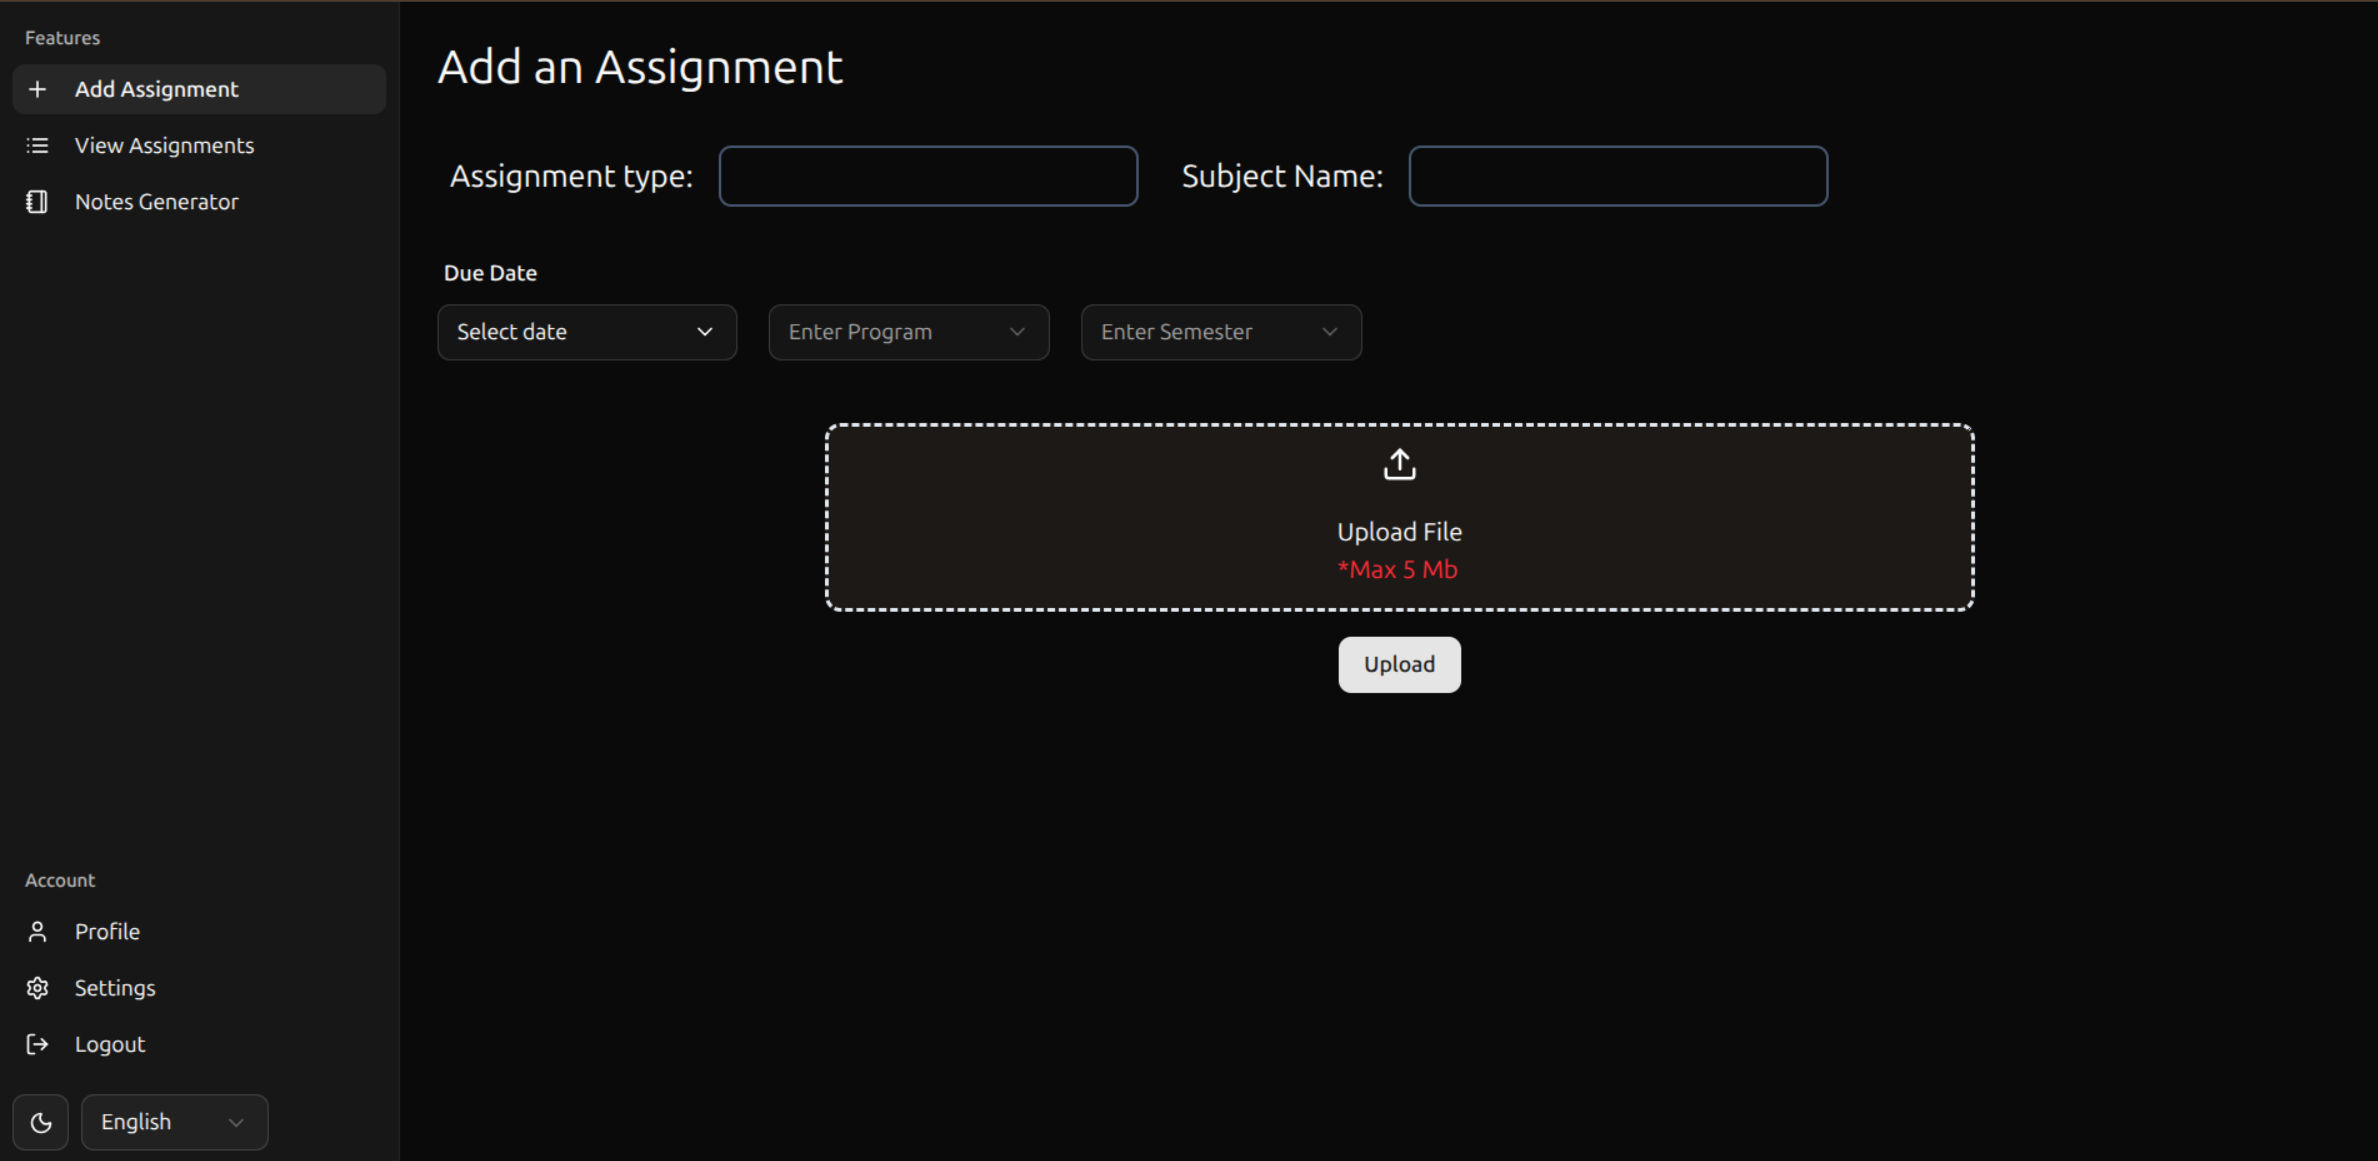 Features
Add Assignment
View Assignments
Notes Generator
Account
Profile
Settings
Logout
English
Add an Assignment
Assignment type:
Subject Name:
Due Date
Select date
Enter Program
Enter Semester
Upload File
*Max 5 Mb
Upload